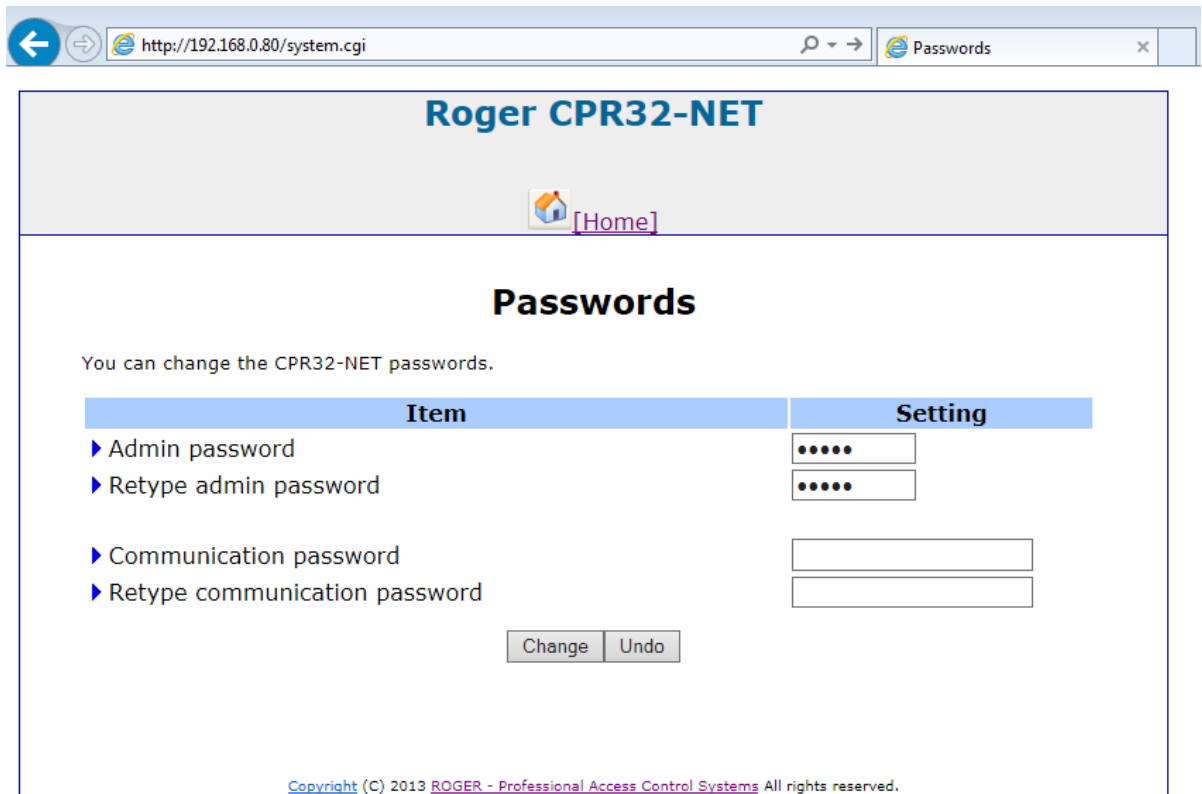 http://192.168.0.80/system.cgi
Passwords
Roger CPR32-NET
[Home]
Passwords
You can change the CPR32-NET passwords.
Item Setting
Admin password •••••
Retype admin password •••••
Communication password
Retype communication password
Change Undo
Copyright (C) 2013 ROGER - Professional Access Control Systems All rights reserved.